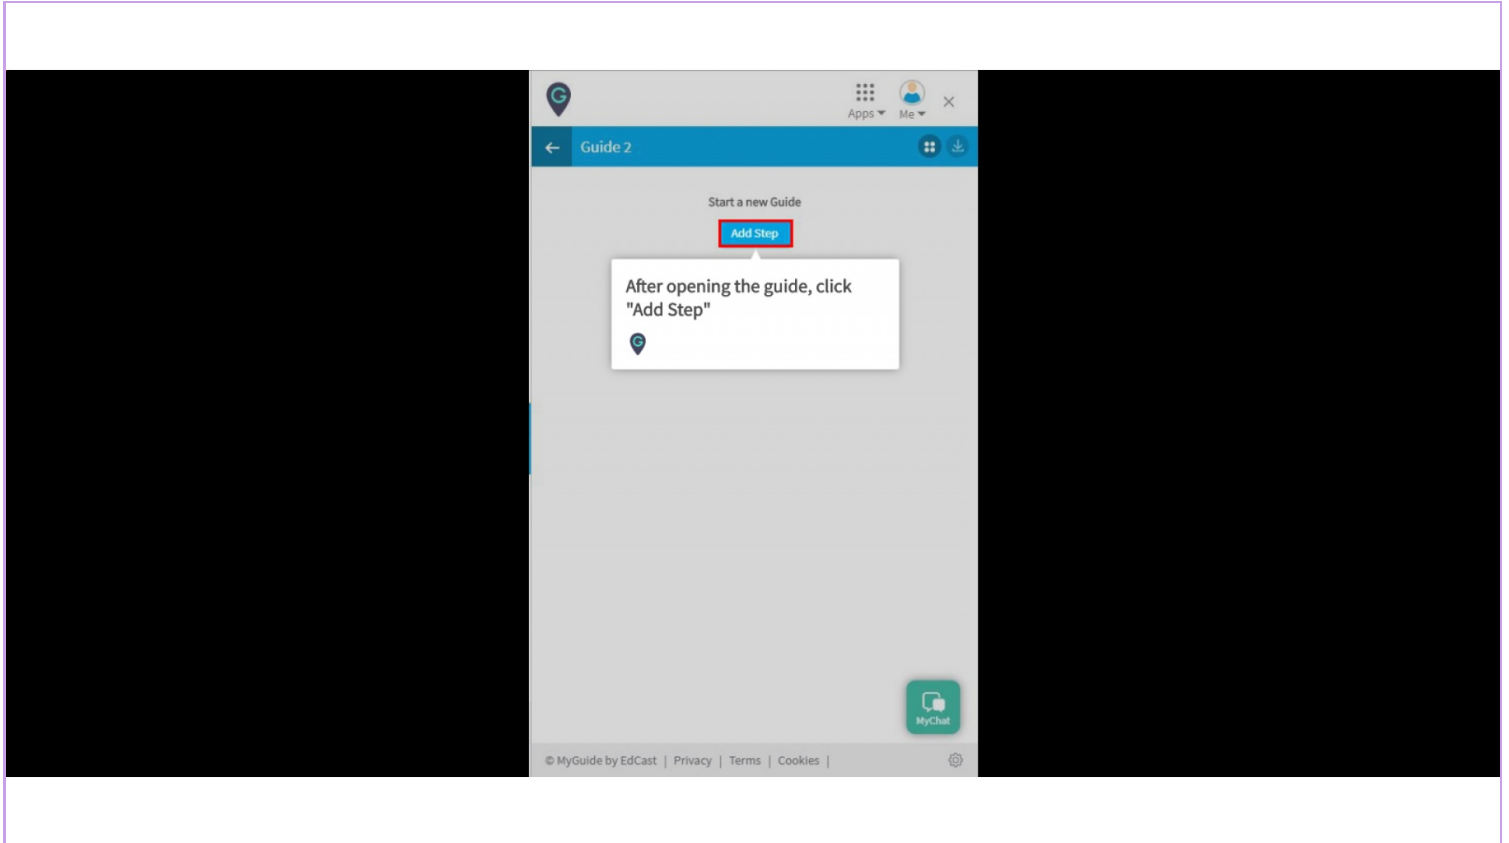 G
Apps
Me
Guide 2
Start a new Guide
Add Step
After opening the guide, click
"Add Step"
G
MyChat
© MyGuide by EdCast | Privacy | Terms | Cookies |